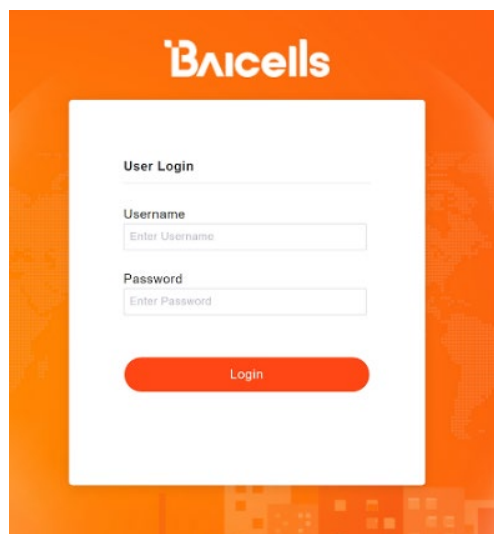 Baicells
User Login
Username
Enter Username
Password
Enter Password
Login